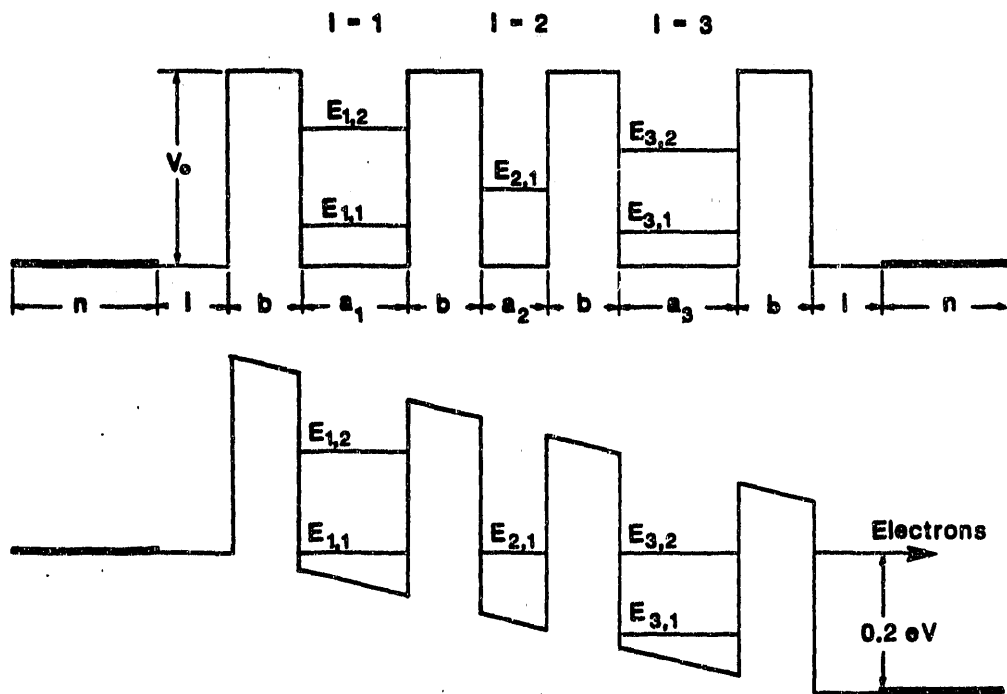 I = 1 I = 2 I = 3
E1,2
E3,2
V0
E2,1
E1,1
E3,1
n I b a1 b a2 b a3 b I n
E1,2
Electrons
E1,1 E2,1 E3,2
E3,1
0.2 eV